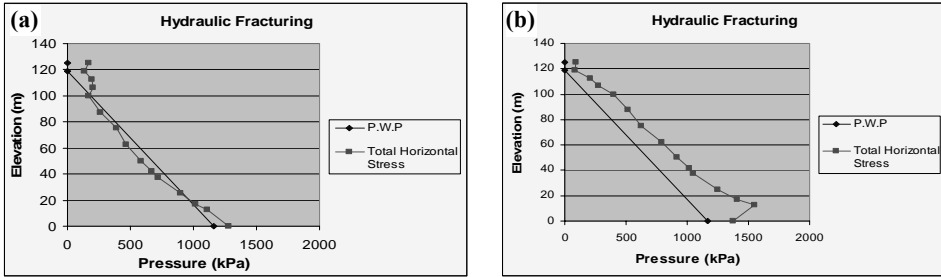 (a)
Hydraulic Fracturing
140
120
100
80
60
40
20
0
Elevation (m)
0 500 1000 1500 2000
Pressure (kPa)
P.W.P
Total Horizontal
Stress
(b)
Hydraulic Fracturing
140
120
100
80
60
40
20
0
Elevation (m)
0 500 1000 1500 2000
Pressure (kPa)
P.W.P
Total Horizontal
Stress